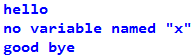 hello
no variable named "x"
good bye